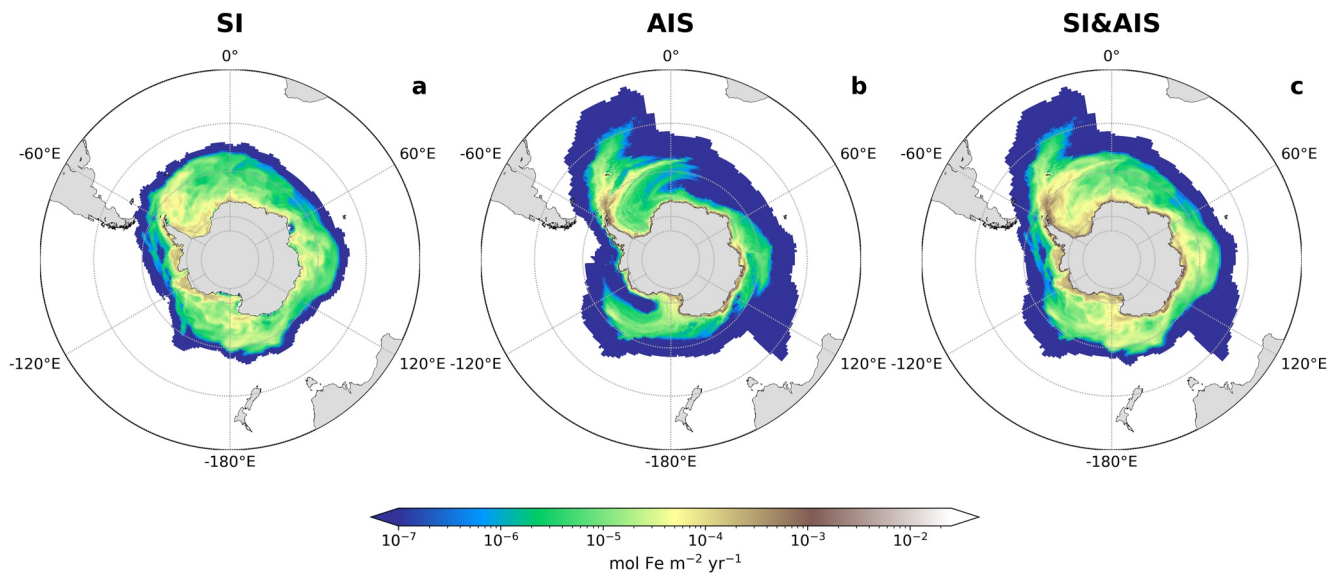 SI AIS SI&AIS
0° 0° 0°
a b c
-60°E 60°E -60°E 60°E -60°E 60°E
-120°E 120°E -120°E 120°E -120°E 120°E
-180°E -180°E -180°E
10⁻⁷ 10⁻⁶ 10⁻⁵ 10⁻⁴ 10⁻³ 10⁻²
mol Fe m⁻² yr⁻¹